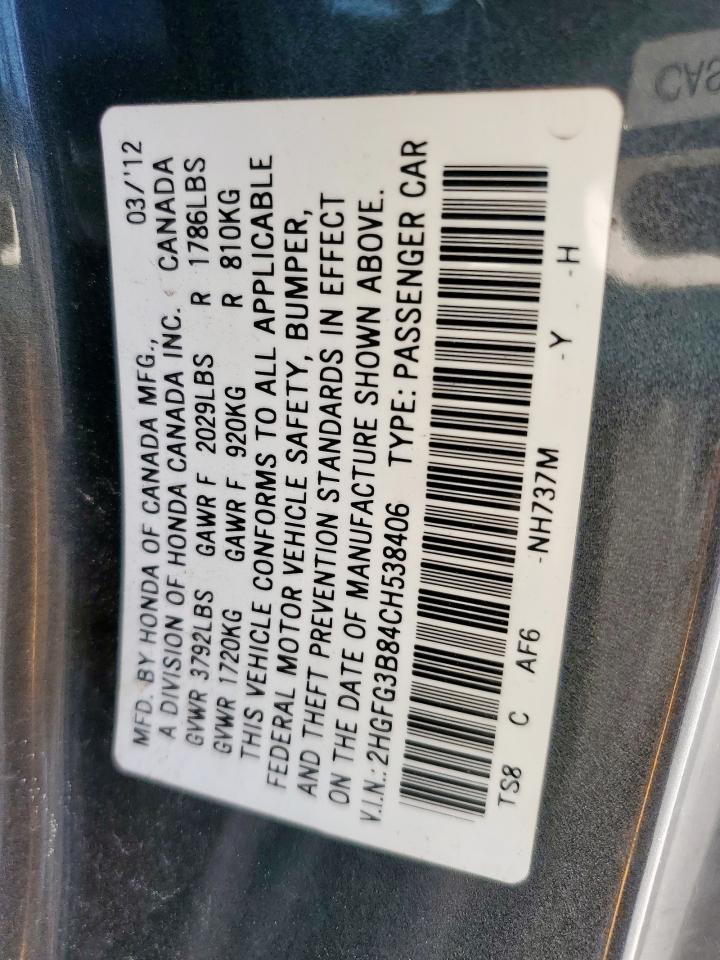 MFD. BY HONDA OF CANADA MFG., 03/'12
A DIVISION OF HONDA CANADA INC. CANADA
GVWR 3792LBS GAWR F 2029LBS R 1786LBS
GVWR 1720KG GAWR F 920KG R 810KG
THIS VEHICLE CONFORMS TO ALL APPLICABLE
FEDERAL MOTOR VEHICLE SAFETY, BUMPER,
AND THEFT PREVENTION STANDARDS IN EFFECT
ON THE DATE OF MANUFACTURE SHOWN ABOVE.
V.I.N.: 2HGFG3B84CH538406 TYPE: PASSENGER CAR
TS8 C AF6 -NH737M -Y -H